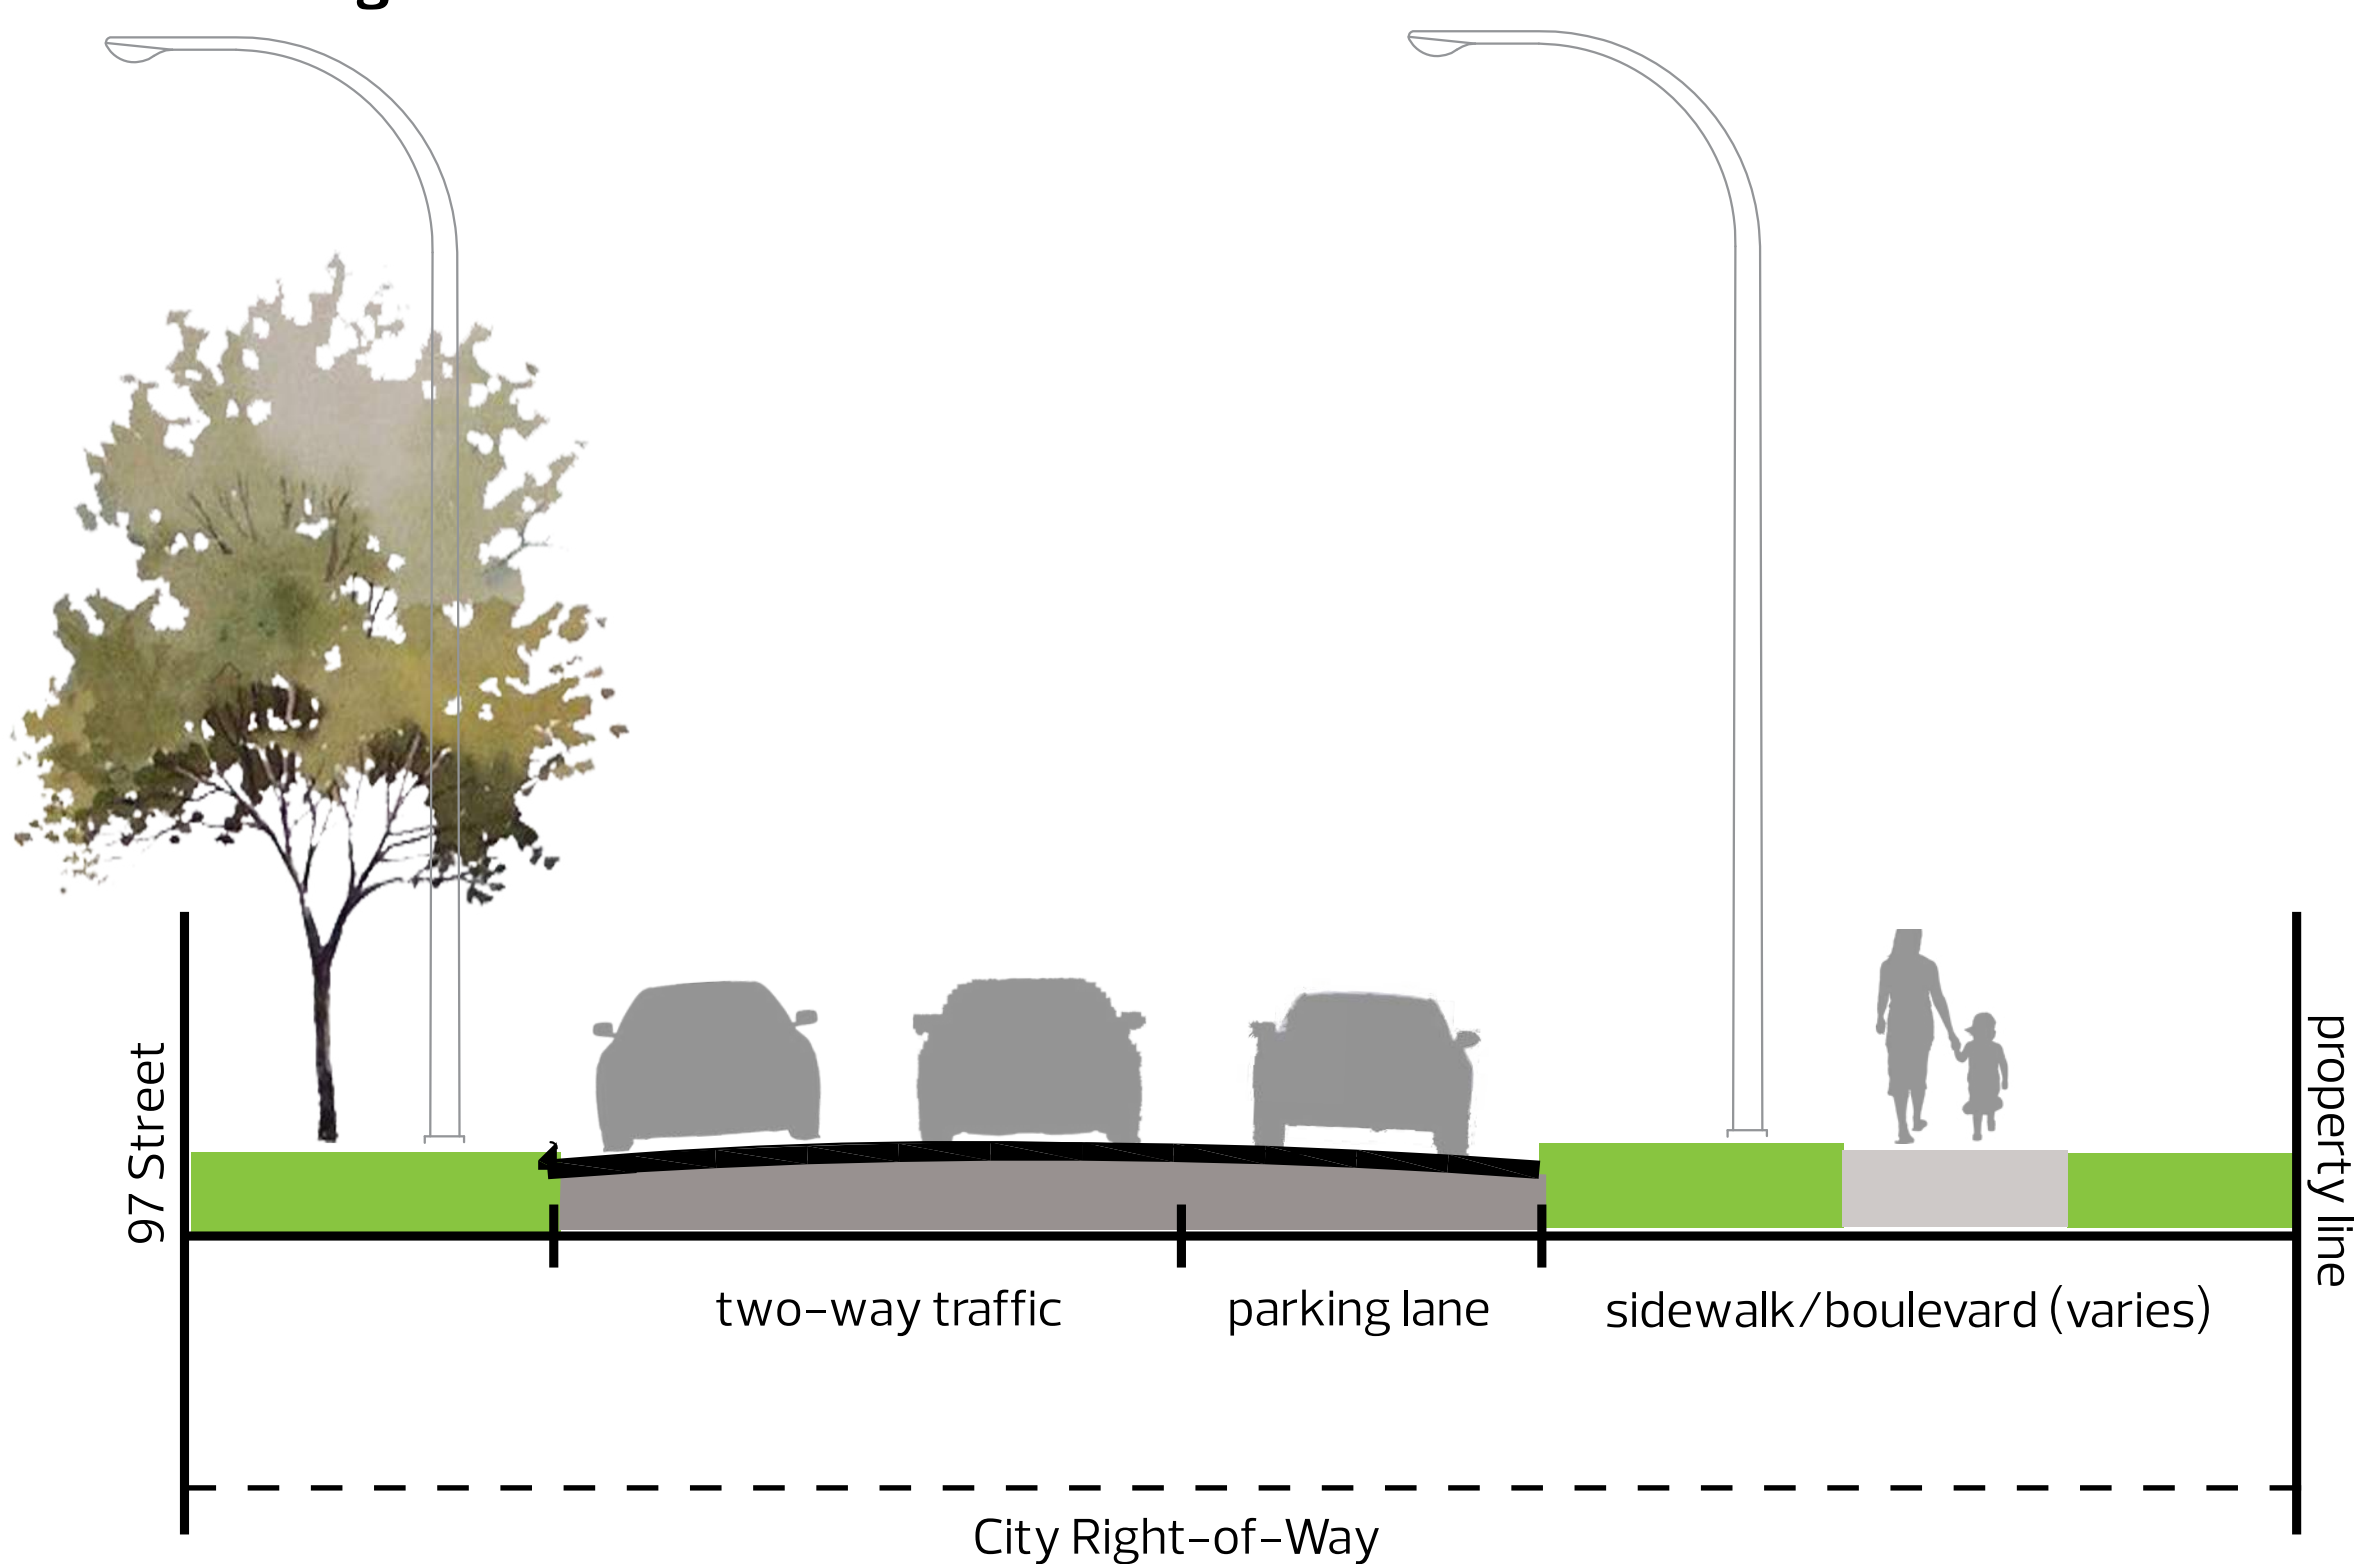 97 Street
property line
two-way traffic
parking lane
sidewalk/boulevard (varies)
City Right-of-Way